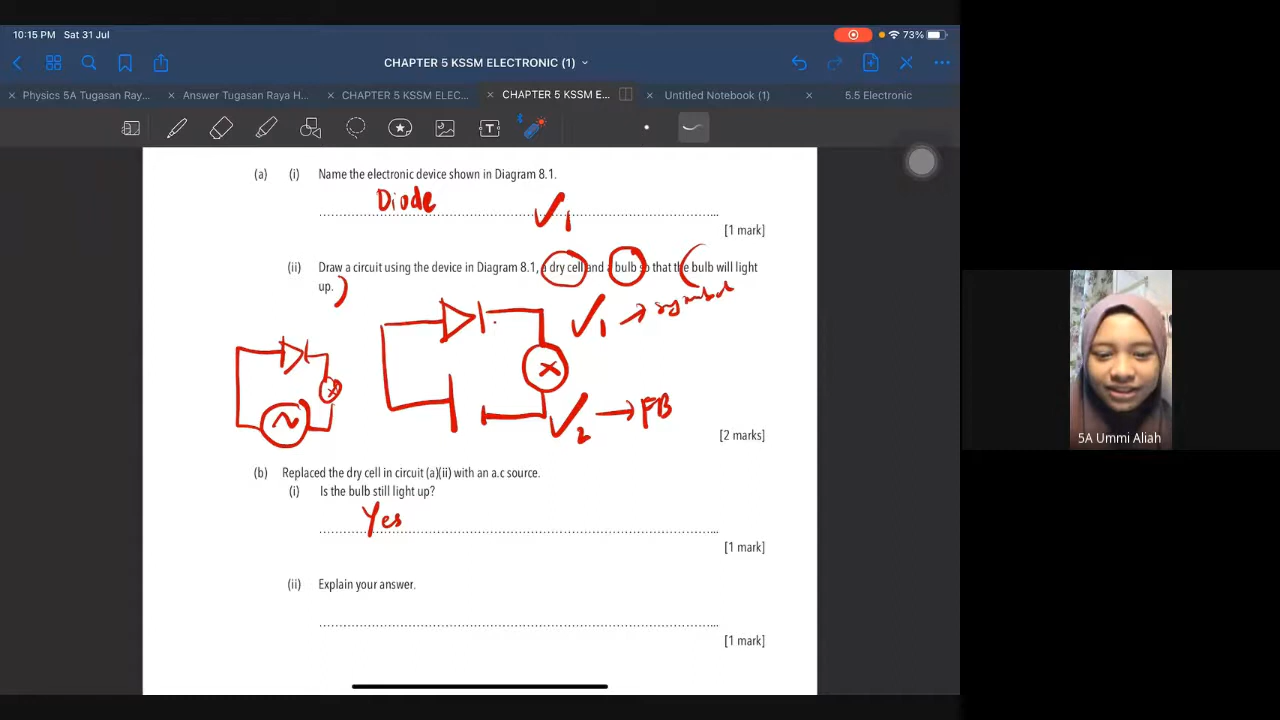 10:15 PM Sat 31 Jul
73%
CHAPTER 5 KSSM ELECTRONIC (1)
Physics 5A Tugasan Ray...
Answer Tugasan Raya H...
CHAPTER 5 KSSM ELEC...
CHAPTER 5 KSSM E...
Untitled Notebook (1)
5.5 Electronic
(a) (i) Name the electronic device shown in Diagram 8.1.
Diode
1
[1 mark]
(ii) Draw a circuit using the device in Diagram 8.1, a dry cell and a bulb so that the bulb will light
up.
1 → symbol
2 → FB
[2 marks]
(b) Replaced the dry cell in circuit (a)(ii) with an a.c source.
(i) Is the bulb still light up?
Yes
[1 mark]
(ii) Explain your answer.
[1 mark]
5A Ummi Aliah